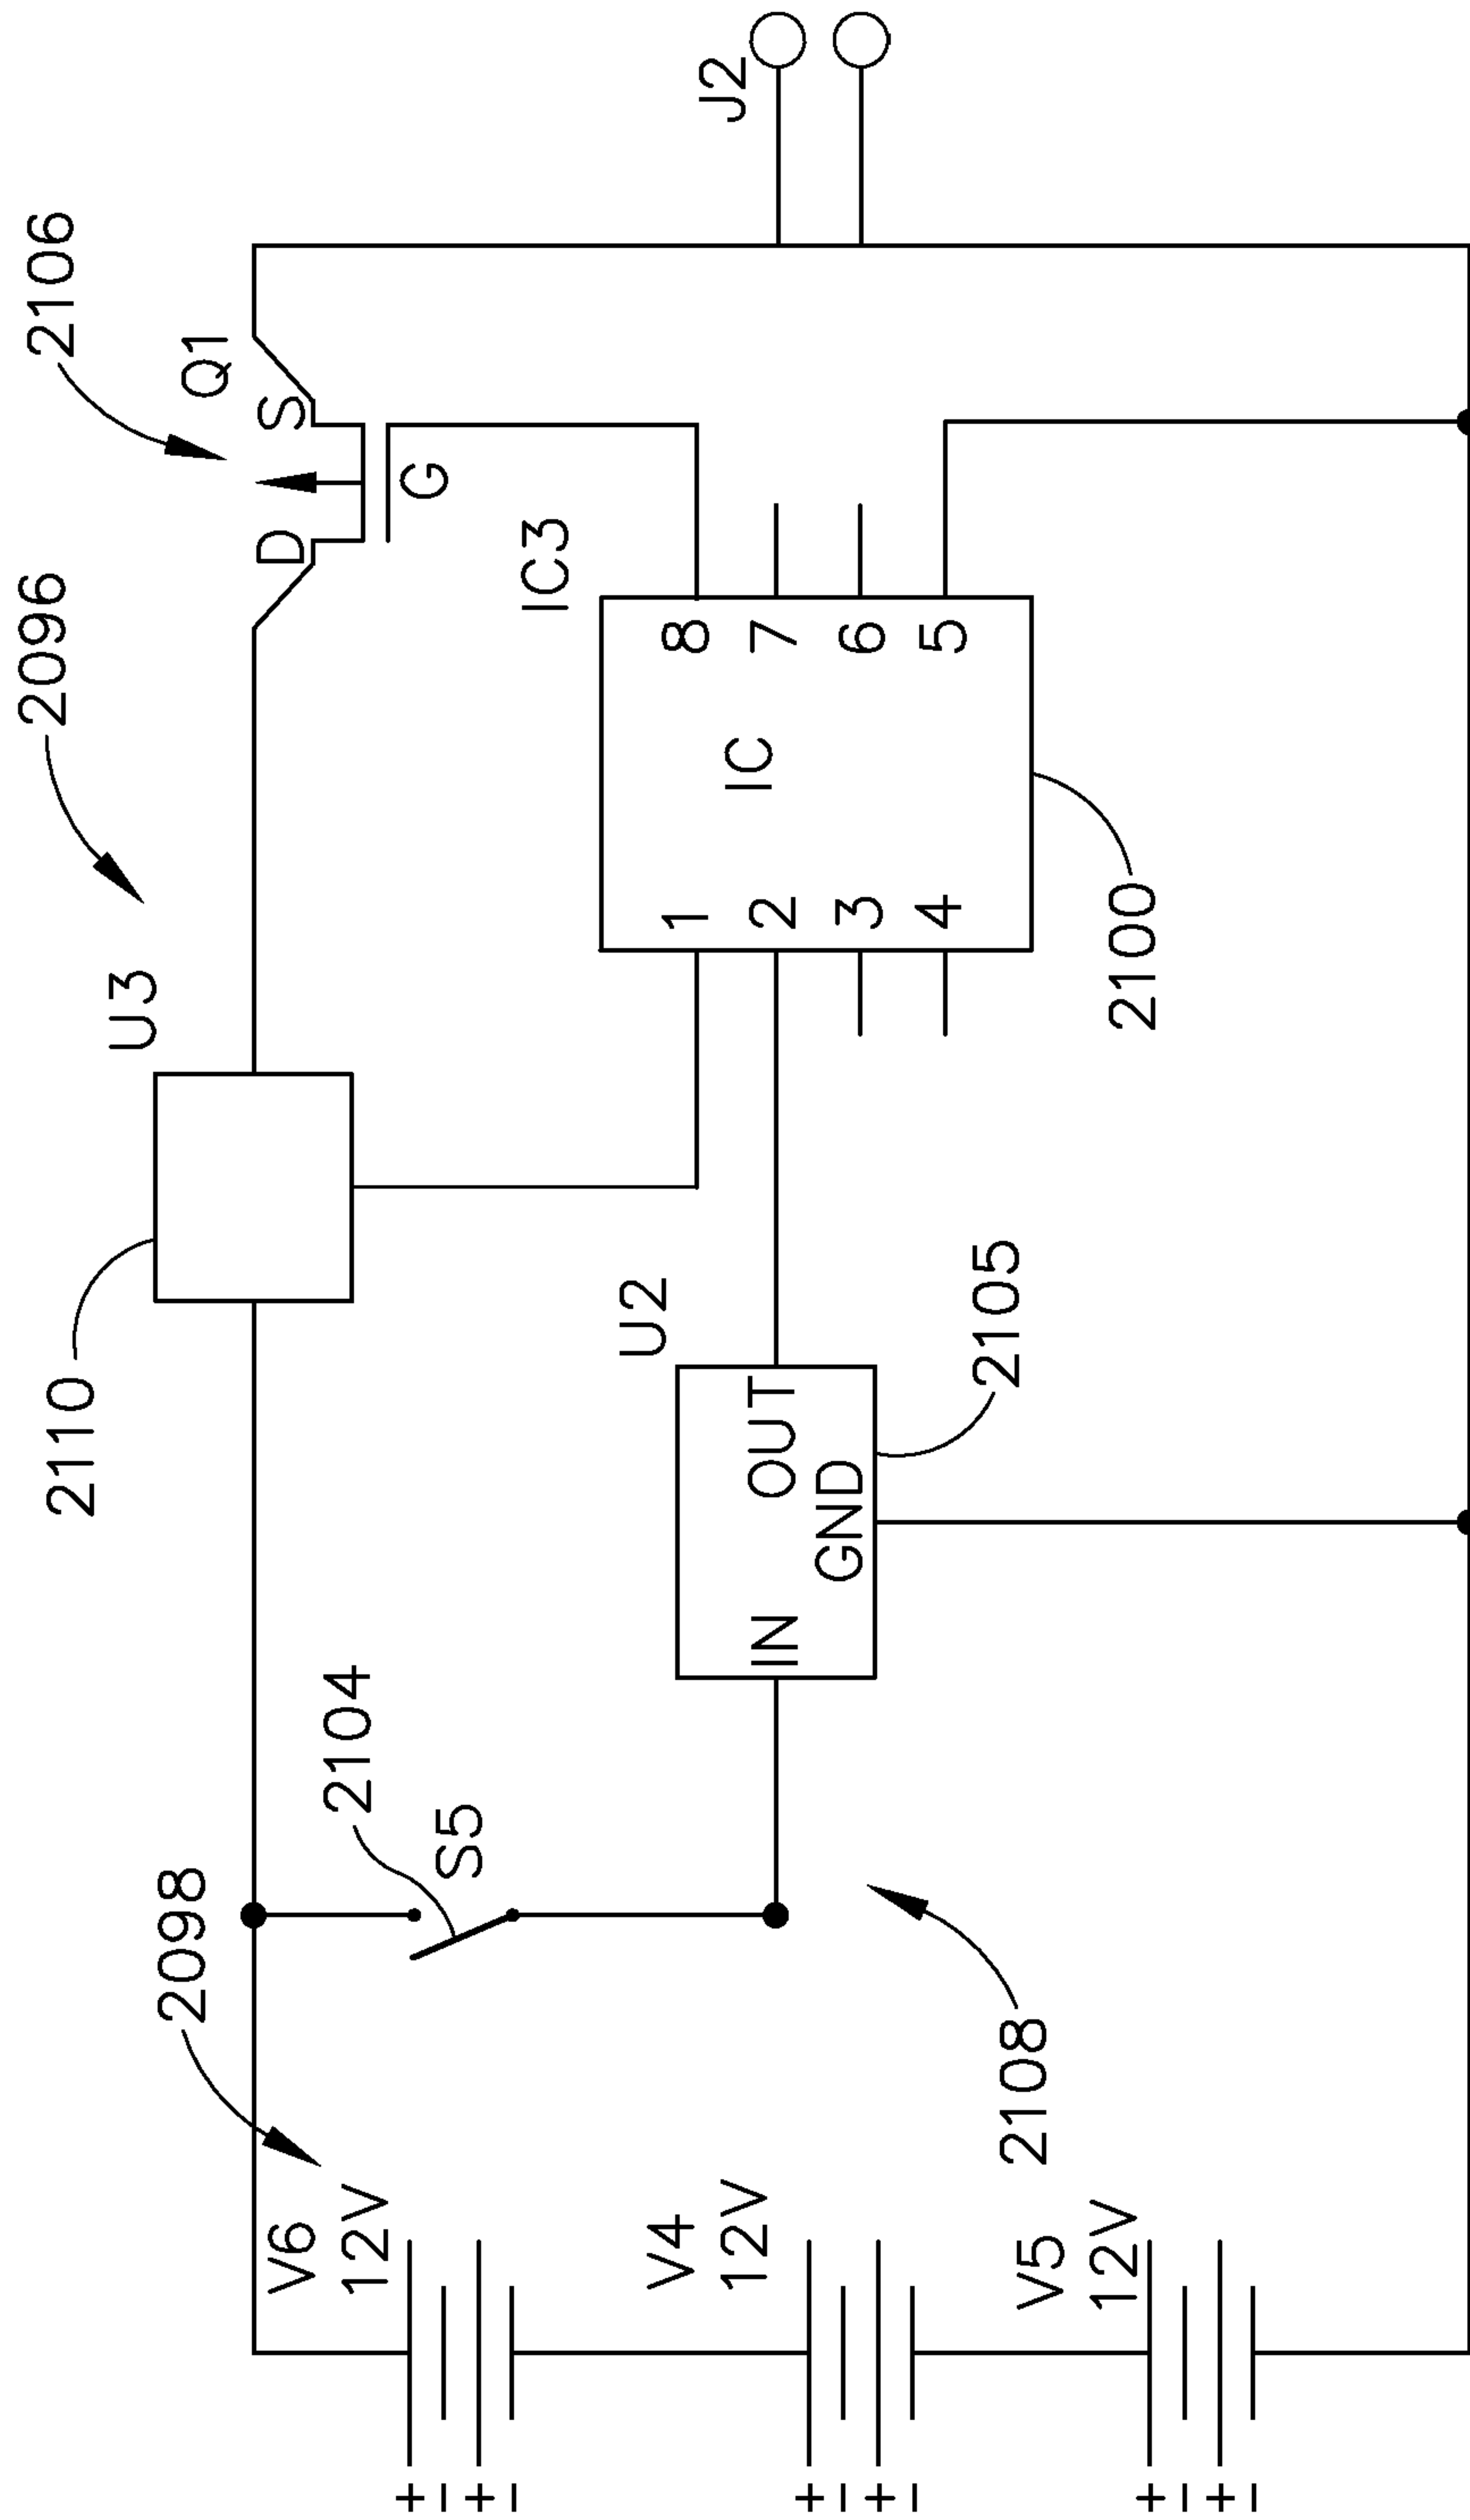 2106
2096
Q1
J2
U3
D
S
G
2110
2098
V6
12V
2104
S5
IC3
U2
1
8
IC
2
7
3
6
4
5
IN
OUT
GND
V4
12V
2105
2100
2108
V5
12V
+
-
+
-
+
-
+
-
+
-
+
-